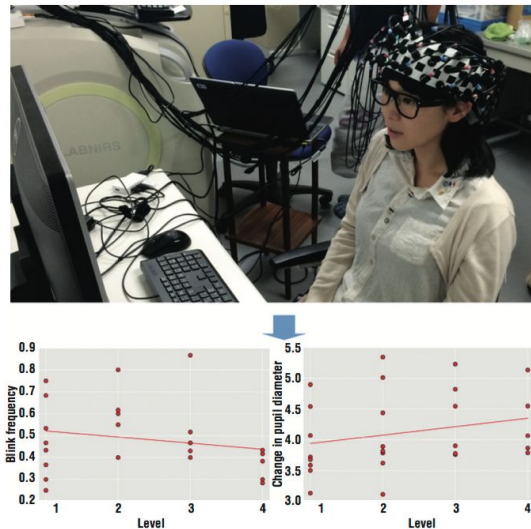 LABNIRS
0.9
0.8
0.7
0.6
0.5
0.4
0.3
0.2
Blink frequency
1 2 3 4
Level
5.5
5.0
4.5
4.0
3.5
3.0
Change in pupil diameter
1 2 3 4
Level